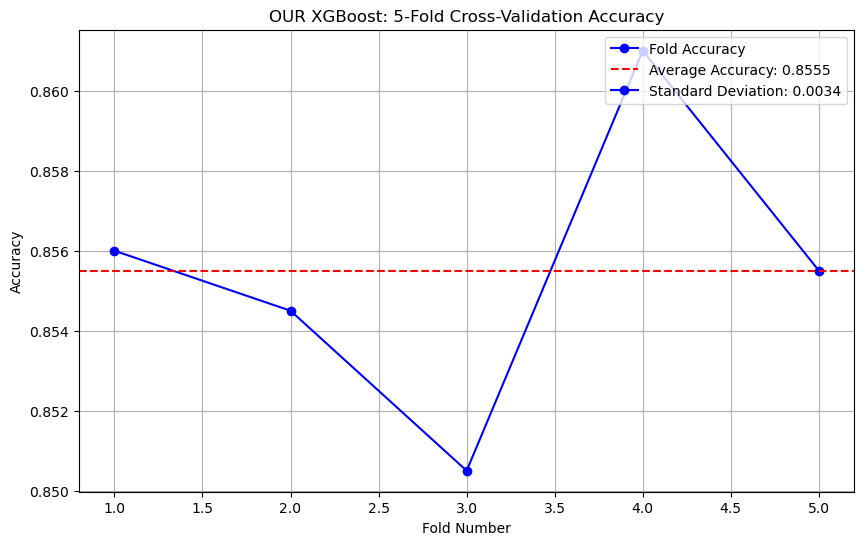 OUR XGBoost: 5-Fold Cross-Validation Accuracy
Fold Accuracy
Average Accuracy: 0.8555
Standard Deviation: 0.0034
Accuracy
0.860
0.858
0.856
0.854
0.852
0.850
1.0 1.5 2.0 2.5 3.0 3.5 4.0 4.5 5.0
Fold Number